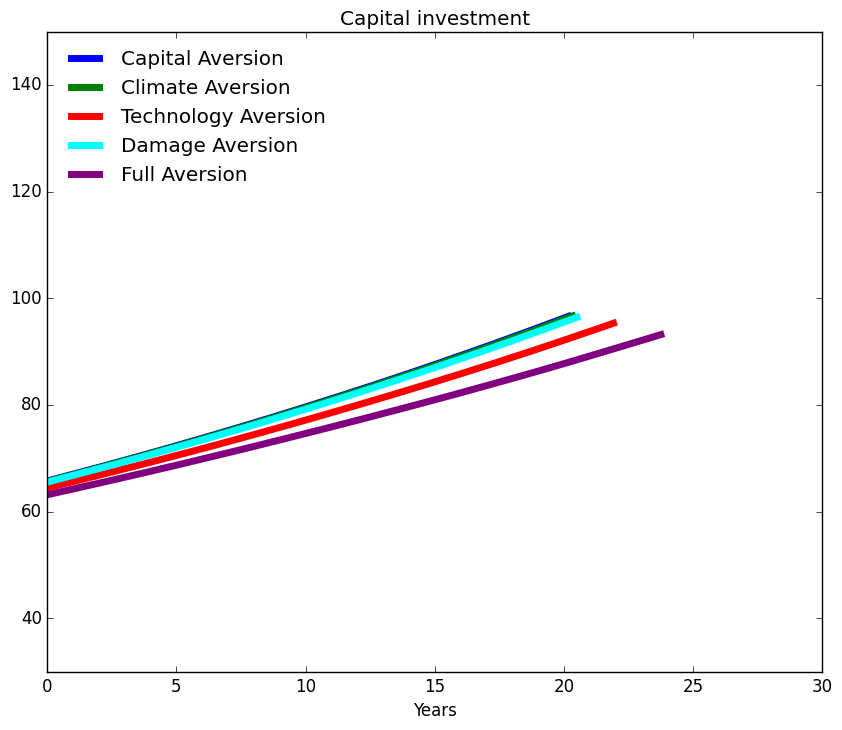 Capital investment
Capital Aversion
Climate Aversion
Technology Aversion
Damage Aversion
Full Aversion
140
120
100
80
60
40
0 5 10 15 20 25 30
Years